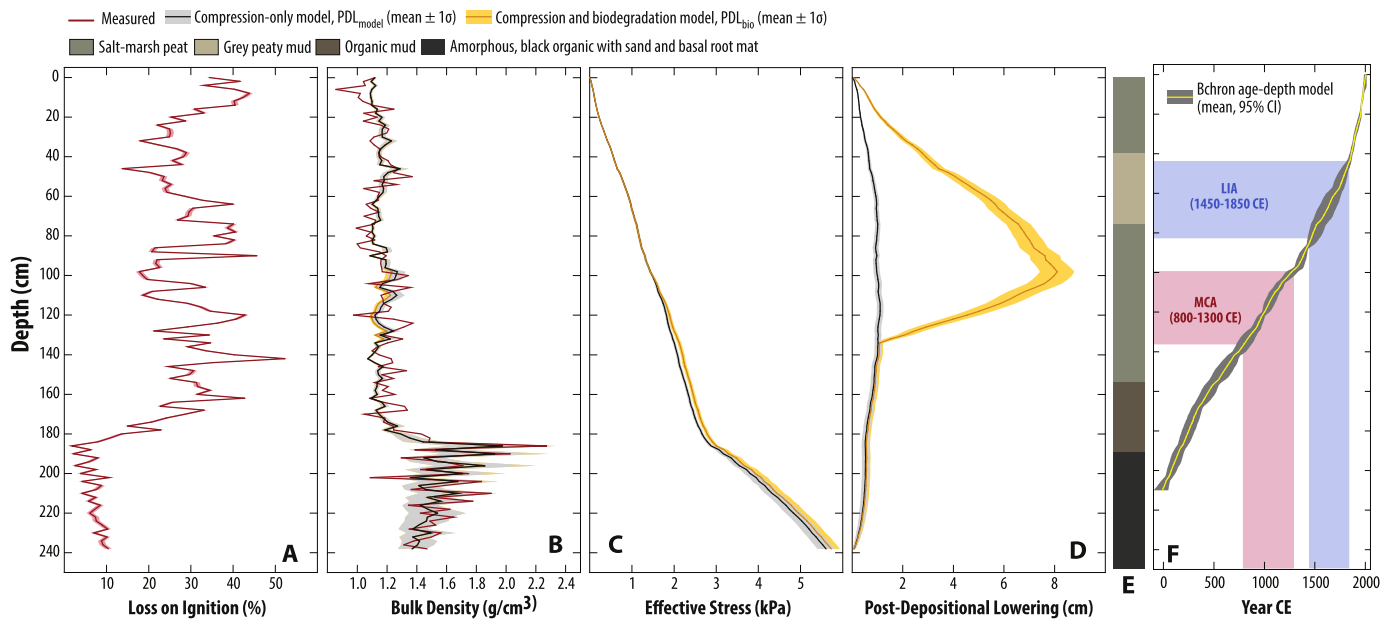 Measured
Compression-only model, PDLmodel (mean ± 1σ)
Compression and biodegradation model, PDLbio (mean ± 1σ)
Salt-marsh peat
Grey peaty mud
Organic mud
Amorphous, black organic with sand and basal root mat
Depth (cm)
0
20
40
60
80
100
120
140
160
180
200
220
240
A
10 20 30 40 50
Loss on Ignition (%)
B
1.0 1.2 1.4 1.6 1.8 2.0 2.2 2.4
Bulk Density (g/cm3)
C
1 2 3 4 5
Effective Stress (kPa)
D
2 4 6 8
Post-Depositional Lowering (cm)
E
Bchron age-depth model
(mean, 95% CI)
LIA
(1450-1850 CE)
MCA
(800-1300 CE)
F
0 500 1000 1500 2000
Year CE